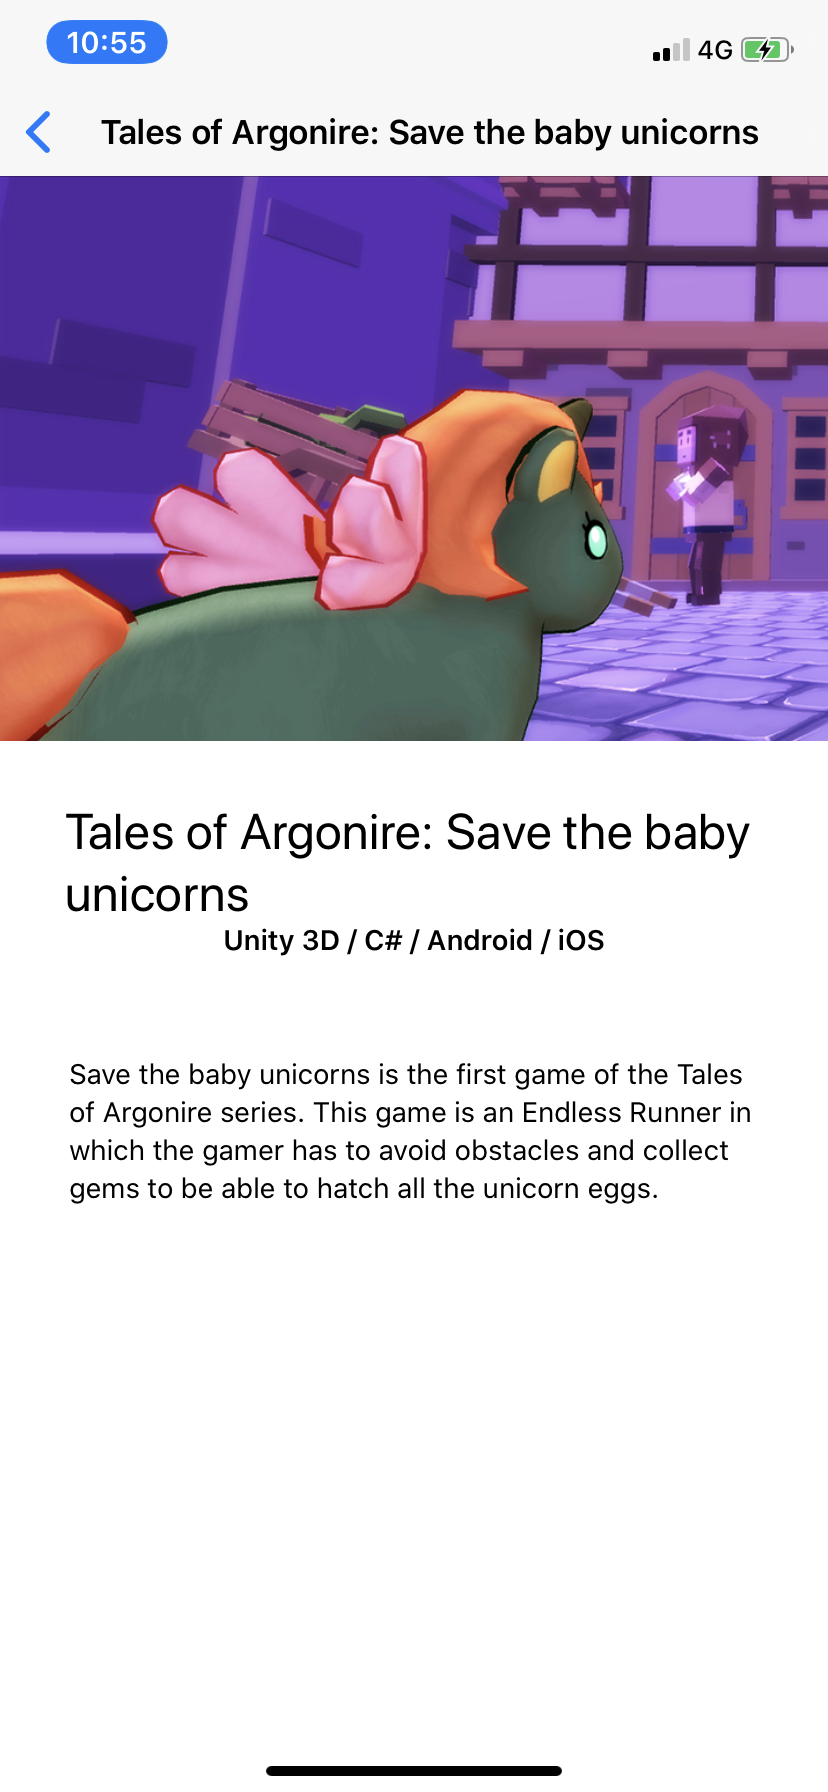 10:55
4G
Tales of Argonire: Save the baby unicorns
Tales of Argonire: Save the baby
unicorns
Unity 3D / C# / Android / iOS
Save the baby unicorns is the first game of the Tales
of Argonire series. This game is an Endless Runner in
which the gamer has to avoid obstacles and collect
gems to be able to hatch all the unicorn eggs.